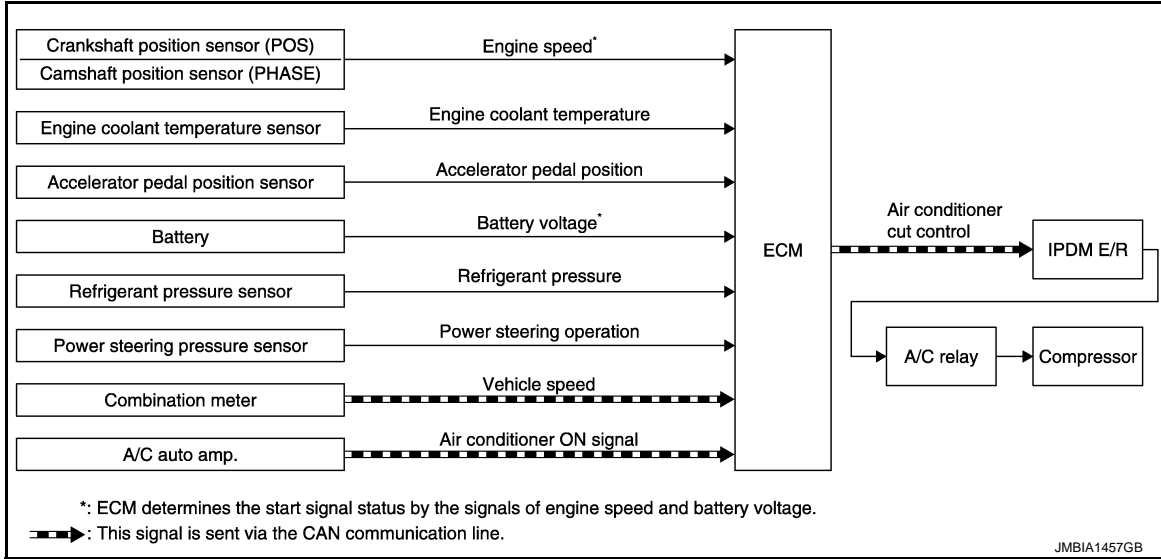 Crankshaft position sensor (POS)
Camshaft position sensor (PHASE)
Engine speed*
Engine coolant temperature sensor
Engine coolant temperature
Accelerator pedal position sensor
Accelerator pedal position
Battery
Battery voltage*
Refrigerant pressure sensor
Refrigerant pressure
Power steering pressure sensor
Power steering operation
Combination meter
Vehicle speed
A/C auto amp.
Air conditioner ON signal
ECM
Air conditioner
cut control
IPDM E/R
A/C relay
Compressor
*: ECM determines the start signal status by the signals of engine speed and battery voltage.
: This signal is sent via the CAN communication line.
JMBIA1457GB